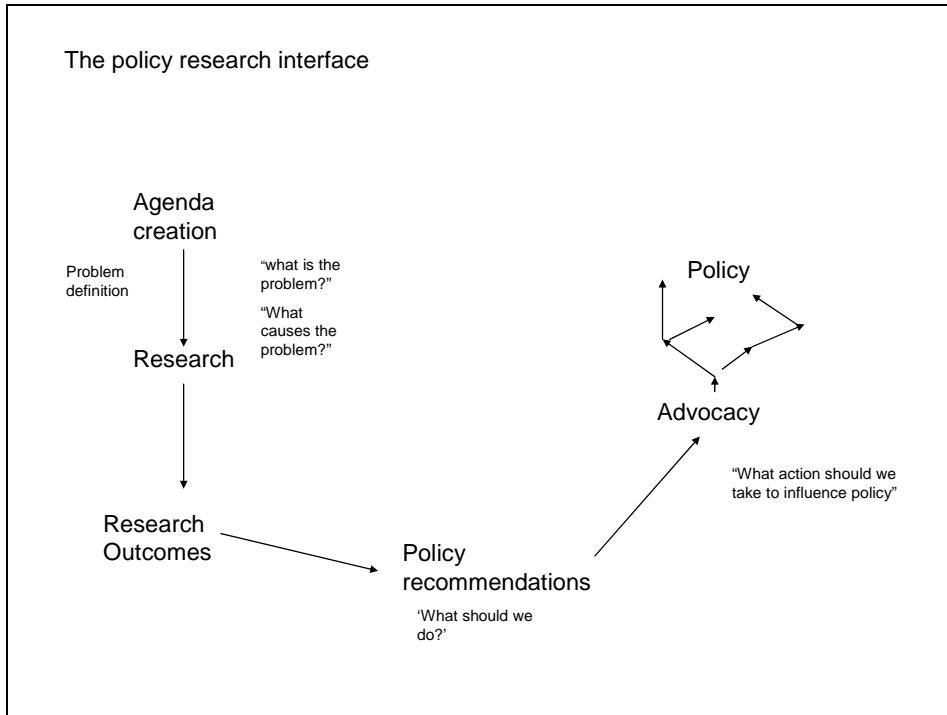 The policy research interface
Agenda
creation
Problem
definition
“what is the
problem?”
“What
causes the
problem?”
Research
Research
Outcomes
Policy
recommendations
‘What should we
do?’
Policy
Advocacy
“What action should we
take to influence policy”